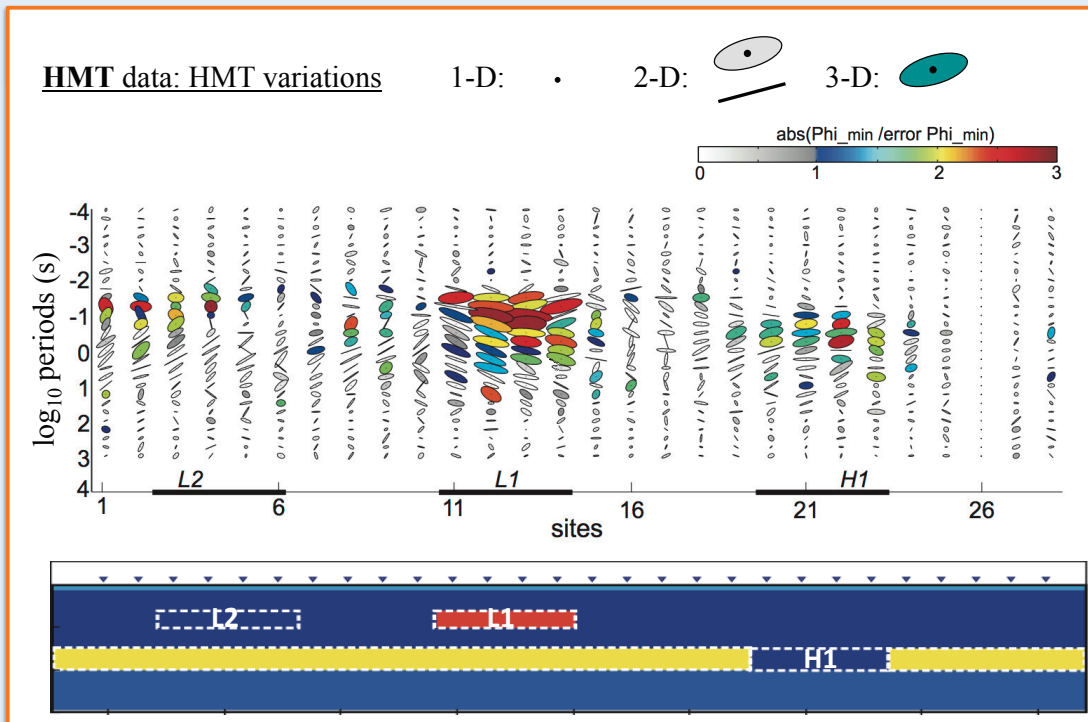 HMT data: HMT variations 1-D: 2-D: 3-D:
abs(Phi_min /error Phi_min)
0 1 2 3
-4
-3
-2
-1
0
1
2
3
4
log10 periods (s)
L2 L1 H1
1 6 11 16 21 26
sites
L2 L1
H1